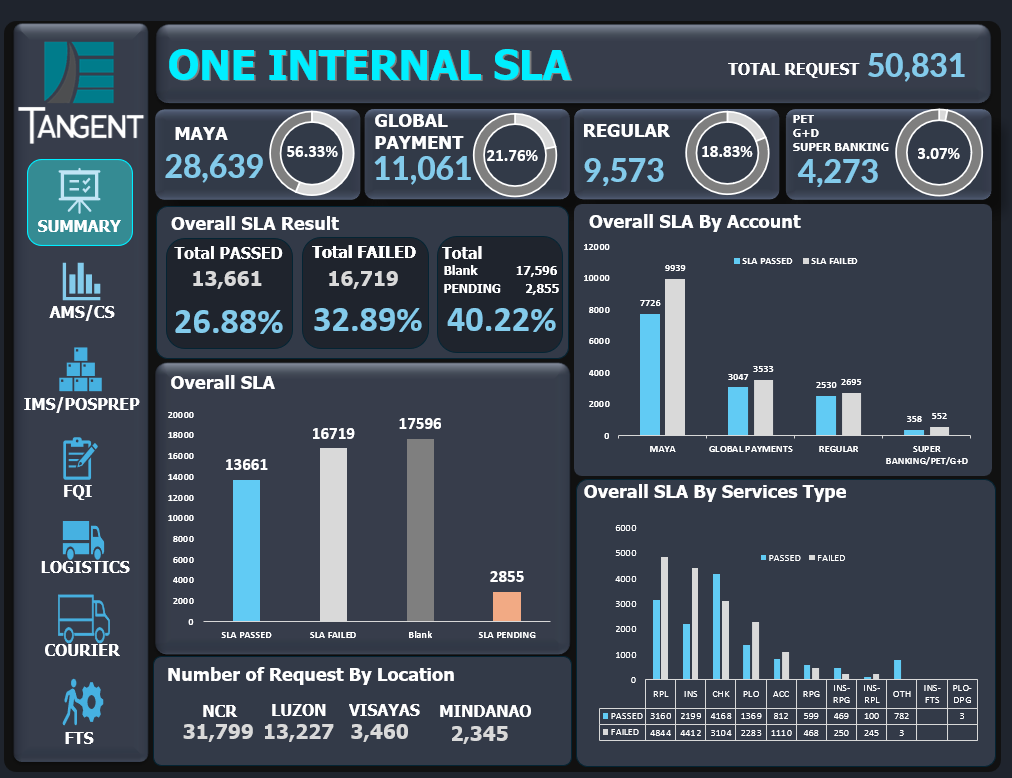 TANGENT
SUMMARY
AMS/CS
IMS/POSPREP
FQI
LOGISTICS
COURIER
FTS
ONE INTERNAL SLA
TOTAL REQUEST 50,831
MAYA
28,639
56.33%
GLOBAL
PAYMENT
11,061
21.76%
REGULAR
9,573
18.83%
PET
G+D
SUPER BANKING
4,273
3.07%
Overall SLA Result
Total PASSED
13,661
26.88%
Total FAILED
16,719
32.89%
Total
Blank 17,596
PENDING 2,855
40.22%
Overall SLA
20000
18000
16000
14000
12000
10000
8000
6000
4000
2000
0
13661
16719
17596
2855
SLA PASSED SLA FAILED Blank SLA PENDING
Number of Request By Location
NCR LUZON VISAYAS MINDANAO
31,799 13,227 3,460 2,345
Overall SLA By Account
12000
10000
8000
6000
4000
2000
0
SLA PASSED SLA FAILED
7726
9939
3047
3533
2530
2695
358
552
MAYA GLOBAL PAYMENTS REGULAR SUPER
BANKING/PET/G+D
Overall SLA By Services Type
6000
5000
4000
3000
2000
1000
0
PASSED FAILED
RPL INS CHK PLO ACC RPG INS-RPG INS-RPL OTH INS-FTS PLO-DPG
PASSED 3160 2199 4168 1369 812 599 469 100 782 3
FAILED 4844 4412 3104 2283 1110 468 250 245 3